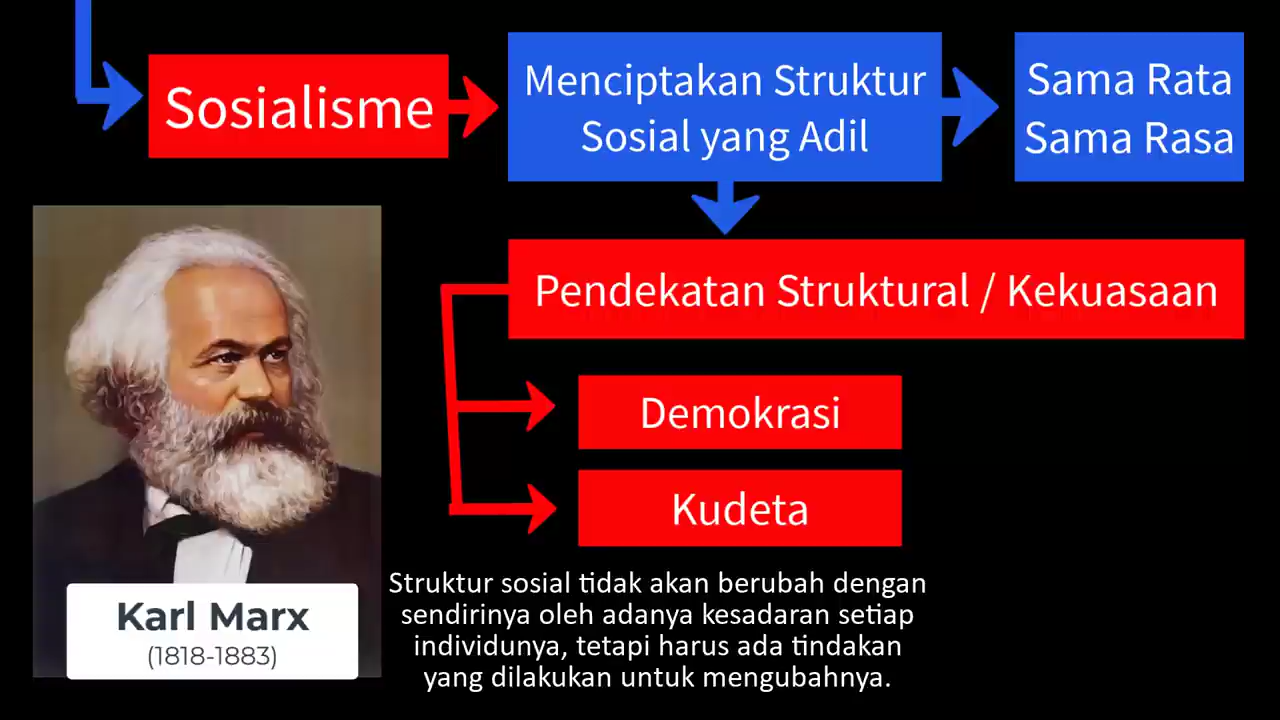 Sosialisme
Menciptakan Struktur
Sosial yang Adil
Sama Rata
Sama Rasa
Pendekatan Struktural / Kekuasaan
Demokrasi
Kudeta
Karl Marx
(1818-1883)
Struktur sosial tidak akan berubah dengan
sendirinya oleh adanya kesadaran setiap
individunya, tetapi harus ada tindakan
yang dilakukan untuk mengubahnya.